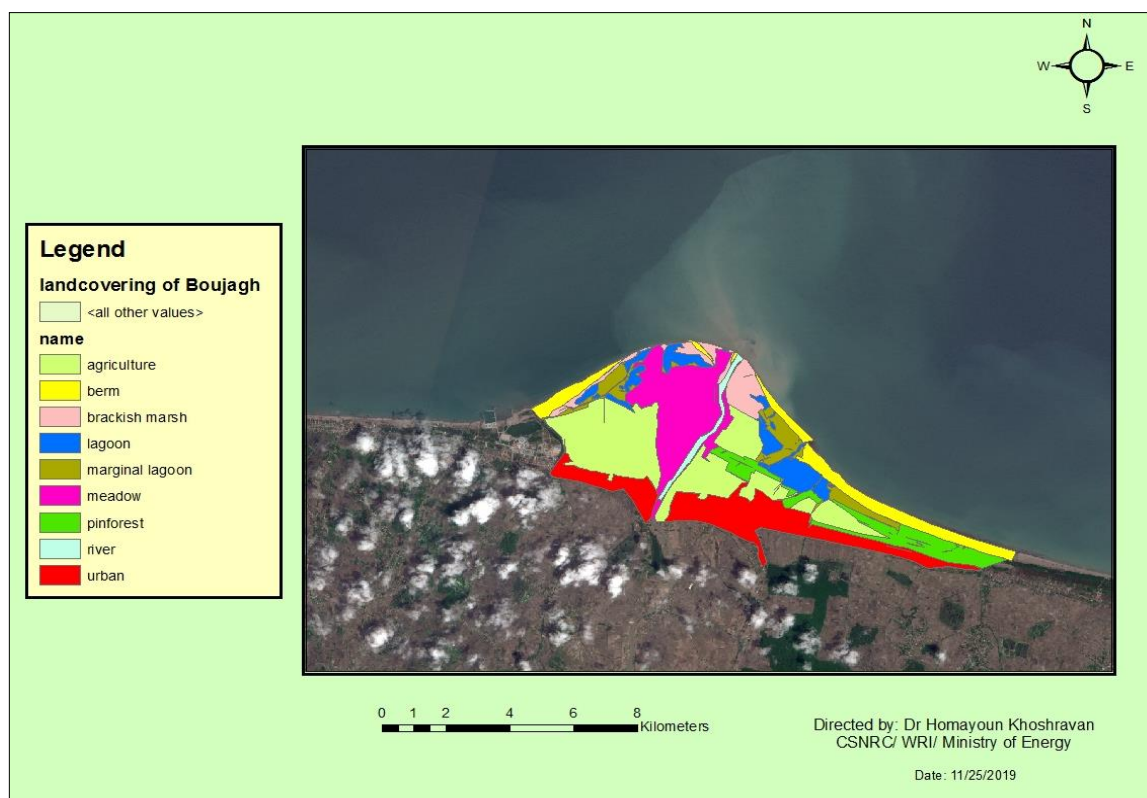 N
W E
S
Legend
landcovering of Boujagh
<all other values>
name
agriculture
berm
brackish marsh
lagoon
marginal lagoon
meadow
pinforest
river
urban
0 1 2 4 6 8
Kilometers
Directed by: Dr Homayoun Khoshravan
CSNRC/ WRI/ Ministry of Energy
Date: 11/25/2019